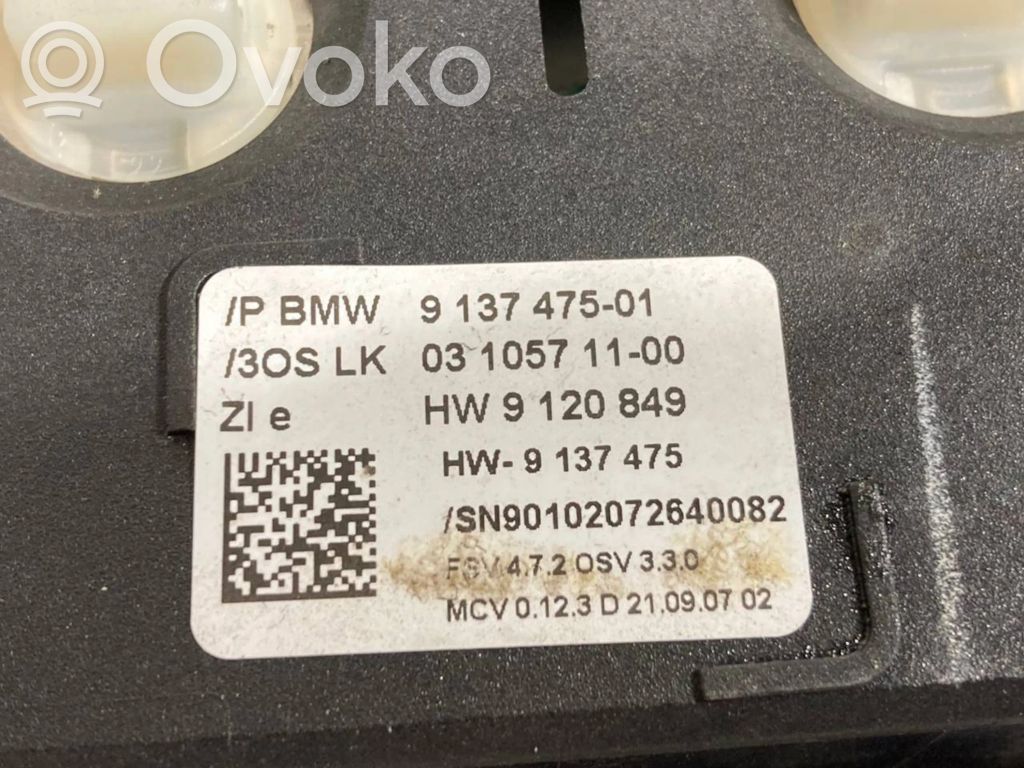 Ovoko
/P BMW 9 137 475-01
/3OS LK 03 1057 11-00
ZI e HW 9 120 849
HW- 9 137 475
/SN90102072640082
FSV 4.7.2 OSV 3.3.0
MCV 0.12.3 D 21.09.07 02